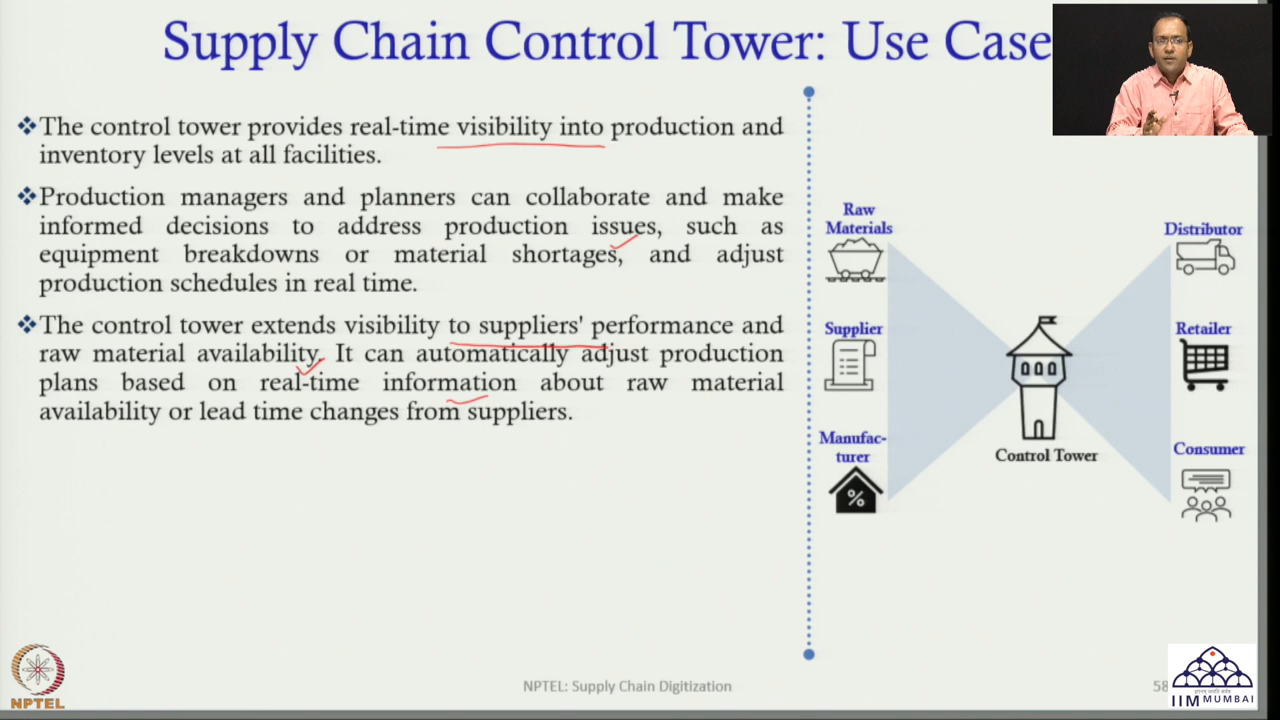 Supply Chain Control Tower: Use Case
❖The control tower provides real-time visibility into production and
inventory levels at all facilities.
❖Production managers and planners can collaborate and make
informed decisions to address production issues, such as
equipment breakdowns or material shortages, and adjust
production schedules in real time.
❖The control tower extends visibility to suppliers' performance and
raw material availability. It can automatically adjust production
plans based on real-time information about raw material
availability or lead time changes from suppliers.
Raw
Materials
Supplier
Manufac-
turer
%
Control Tower
Distributor
Retailer
Consumer
NPTEL
NPTEL: Supply Chain Digitization
58
IIM MUMBAI